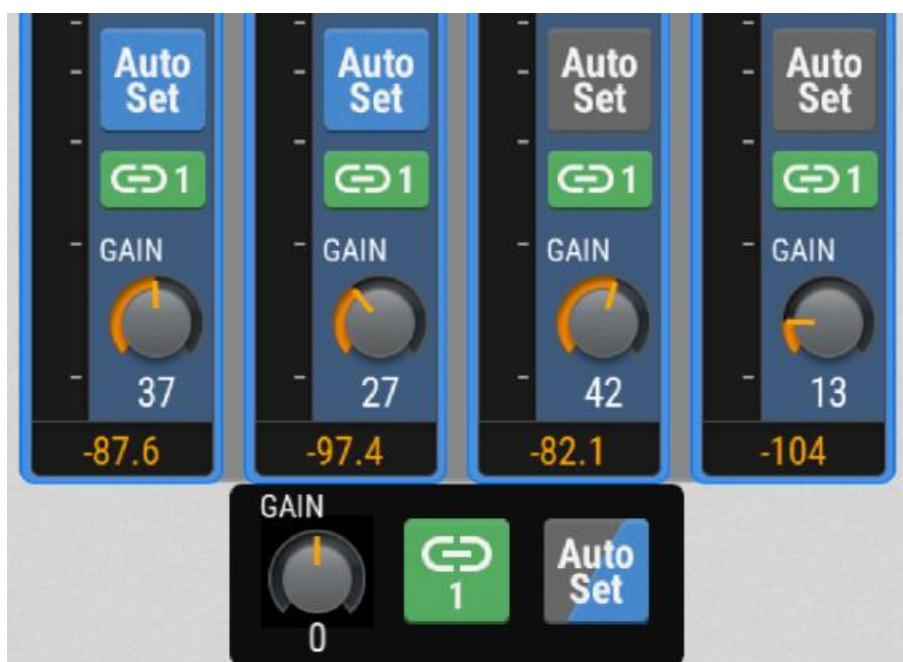 Auto Set Auto Set Auto Set Auto Set
1 1 1 1
GAIN GAIN GAIN GAIN
37 27 42 13
-87.6 -97.4 -82.1 -104
GAIN
1
Auto Set
0